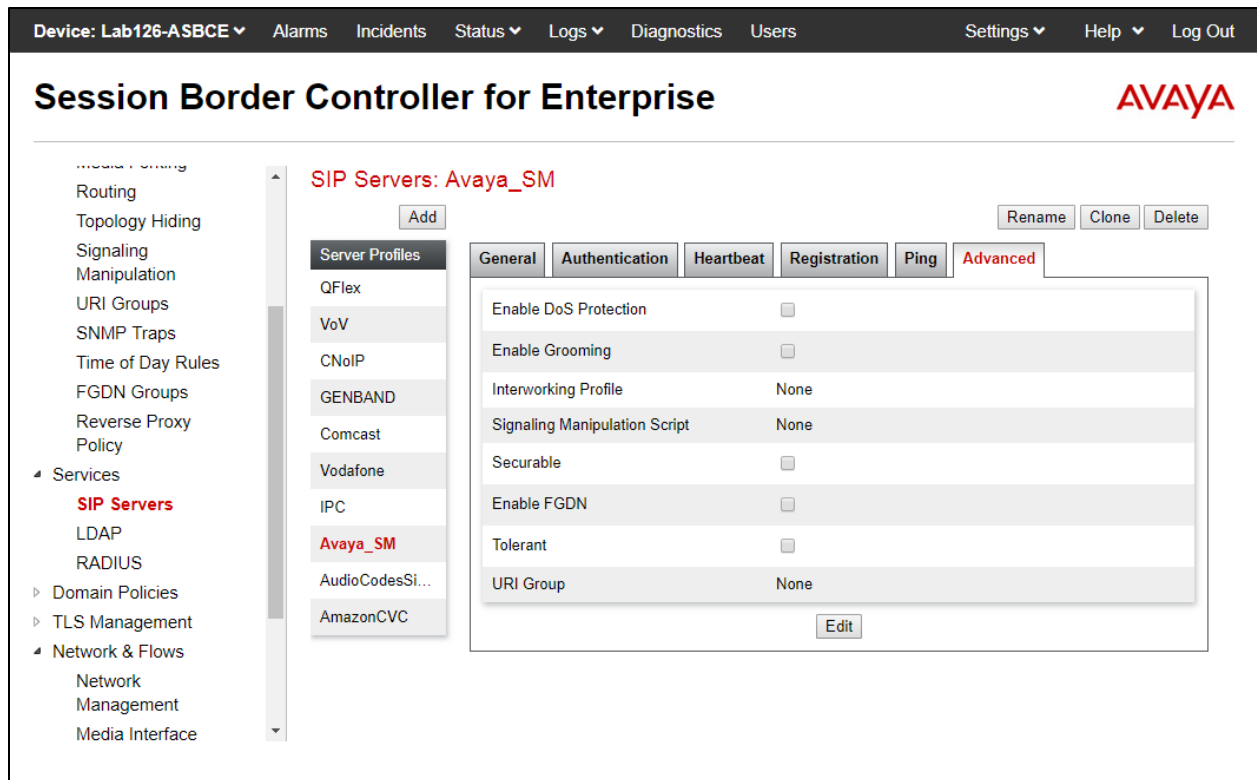 Device: Lab126-ASBCE Alarms Incidents Status Logs Diagnostics Users Settings Help Log Out
Session Border Controller for Enterprise
AVAYA
Routing
Topology Hiding
Signaling
Manipulation
URI Groups
SNMP Traps
Time of Day Rules
FGDN Groups
Reverse Proxy
Policy
Services
SIP Servers
LDAP
RADIUS
Domain Policies
TLS Management
Network & Flows
Network
Management
Media Interface
SIP Servers: Avaya_SM
Add
Rename Clone Delete
Server Profiles
QFlex
VoV
CNoIP
GENBAND
Comcast
Vodafone
IPC
Avaya_SM
AudioCodesSi...
AmazonCVC
General Authentication Heartbeat Registration Ping Advanced
Enable DoS Protection
Enable Grooming
Interworking Profile None
Signaling Manipulation Script None
Securable
Enable FGDN
Tolerant
URI Group None
Edit